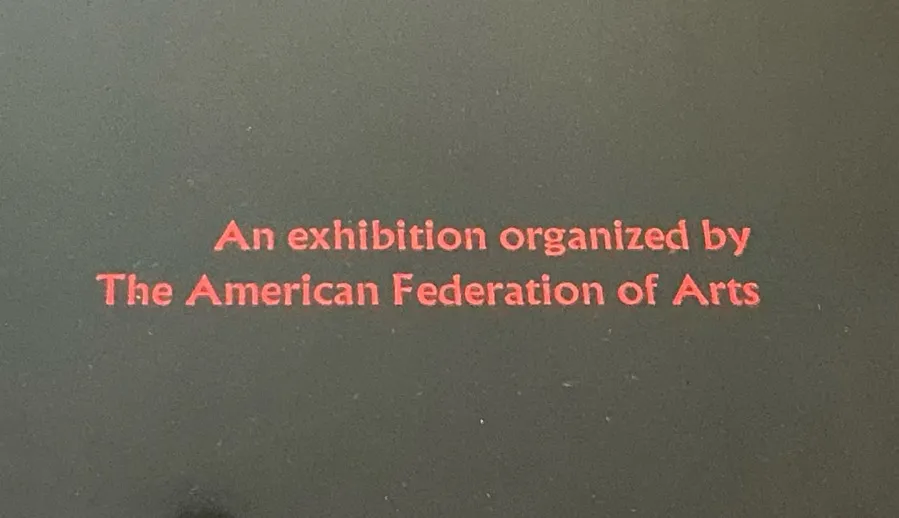 An exhibition organized by
The American Federation of Arts